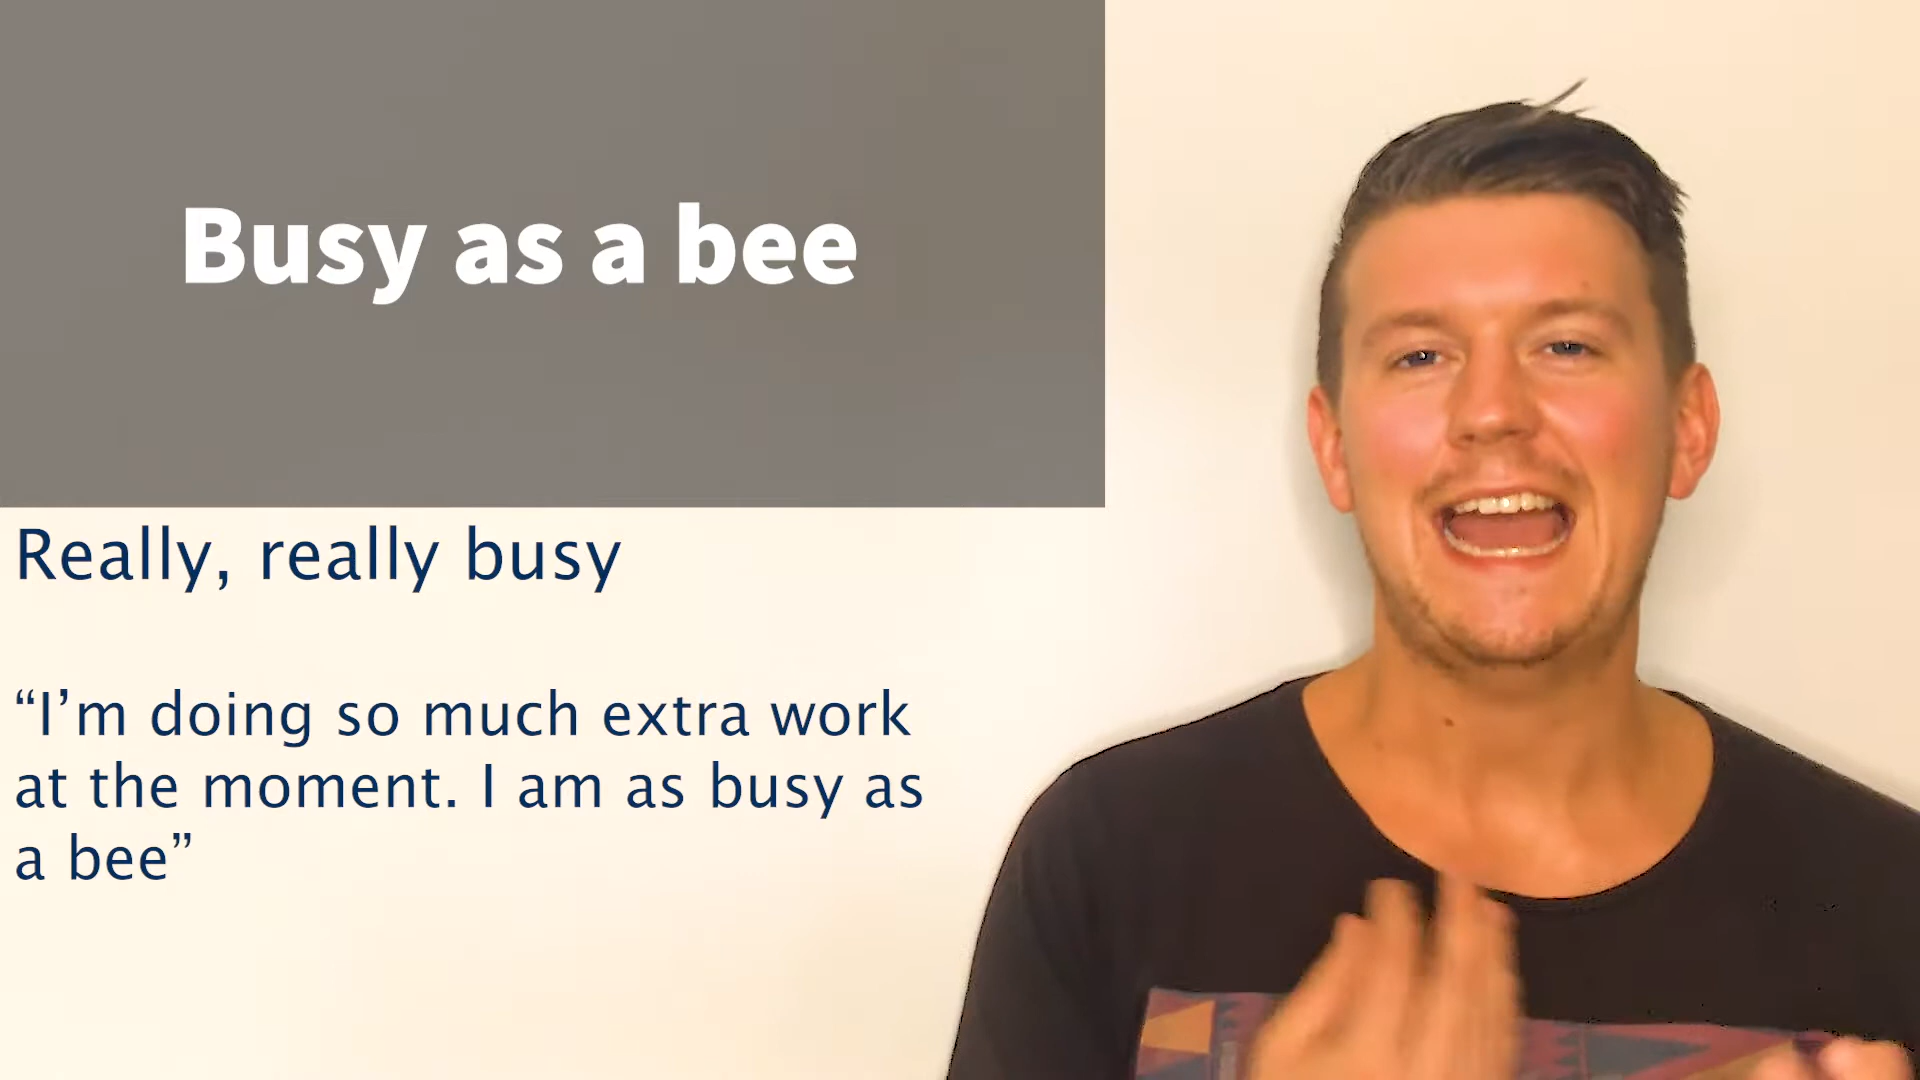 Busy as a bee
Really, really busy
“I’m doing so much extra work
at the moment. I am as busy as
a bee”